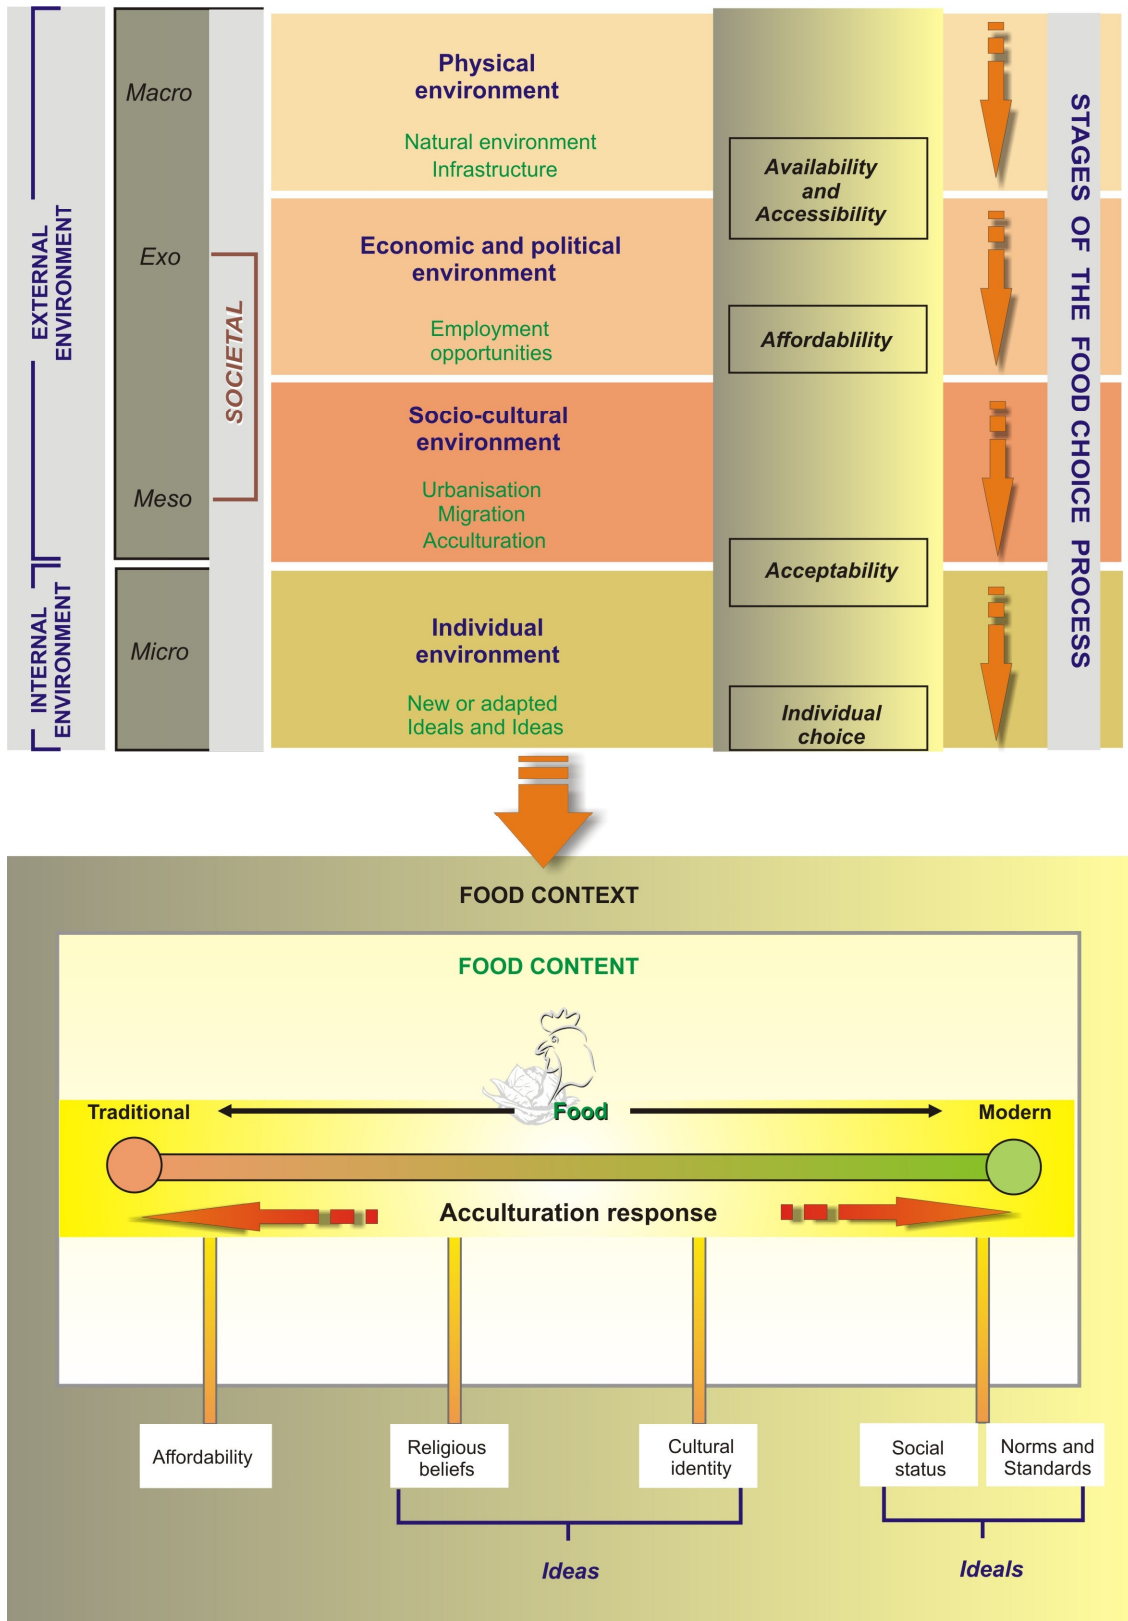 EXTERNAL
ENVIRONMENT
INTERNAL
ENVIRONMENT
Macro
Exo
Meso
Micro
SOCIETAL
Physical
environment
Natural environment
Infrastructure
Economic and political
environment
Employment
opportunities
Socio-cultural
environment
Urbanisation
Migration
Acculturation
Individual
environment
New or adapted
Ideals and Ideas
Availability
and
Accessibility
Affordablility
Acceptability
Individual
choice
STAGES OF THE FOOD CHOICE PROCESS
FOOD CONTEXT
FOOD CONTENT
Traditional
Food
Modern
Acculturation response
Affordability
Religious
beliefs
Cultural
identity
Social
status
Norms and
Standards
Ideas
Ideals